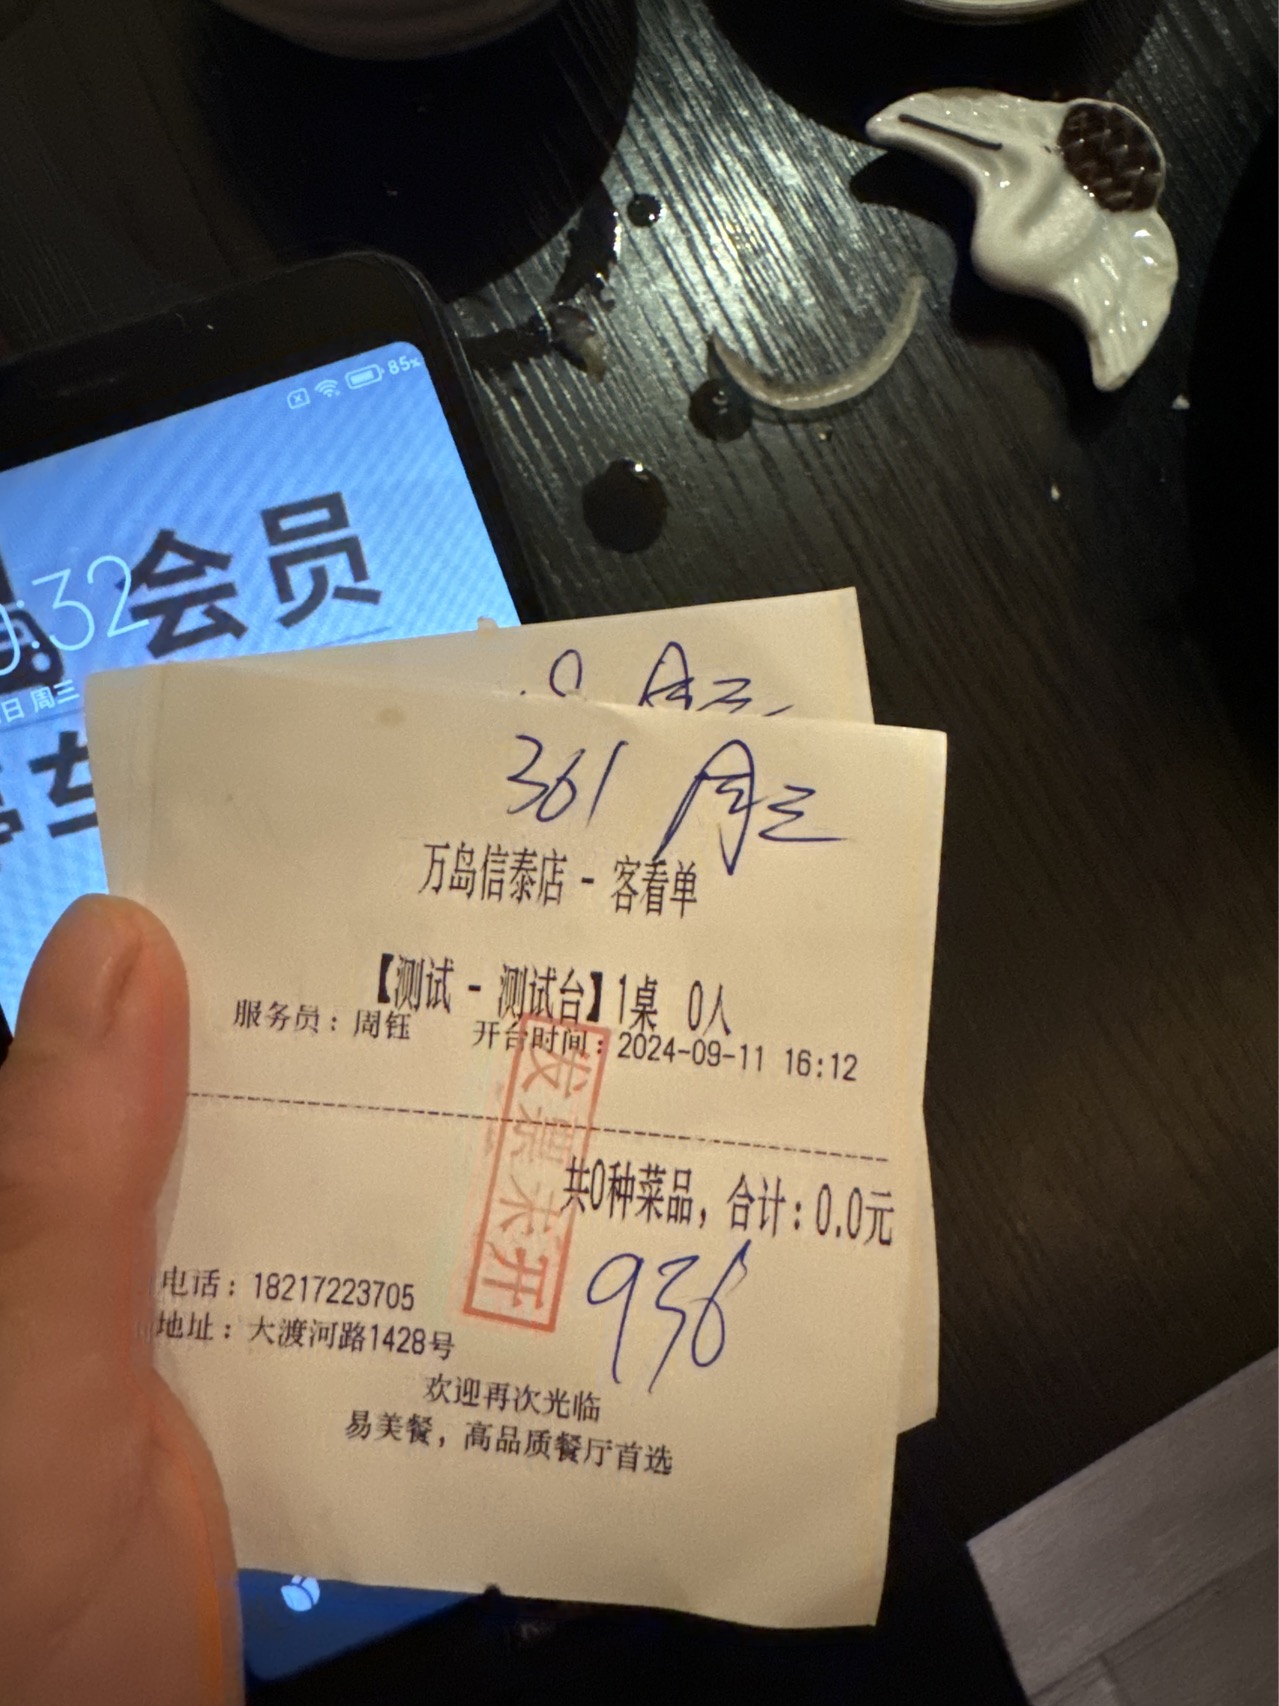 85%
会员
:32
日 周三
361 周三
万岛信泰店 - 客看单
【测试 - 测试台】1桌 0人
服务员：周钰 开台时间：2024-09-11 16:12
发票未开
共0种菜品，合计：0.0元
936
电话：18217223705
地址：大渡河路1428号
欢迎再次光临
易美餐，高品质餐厅首选